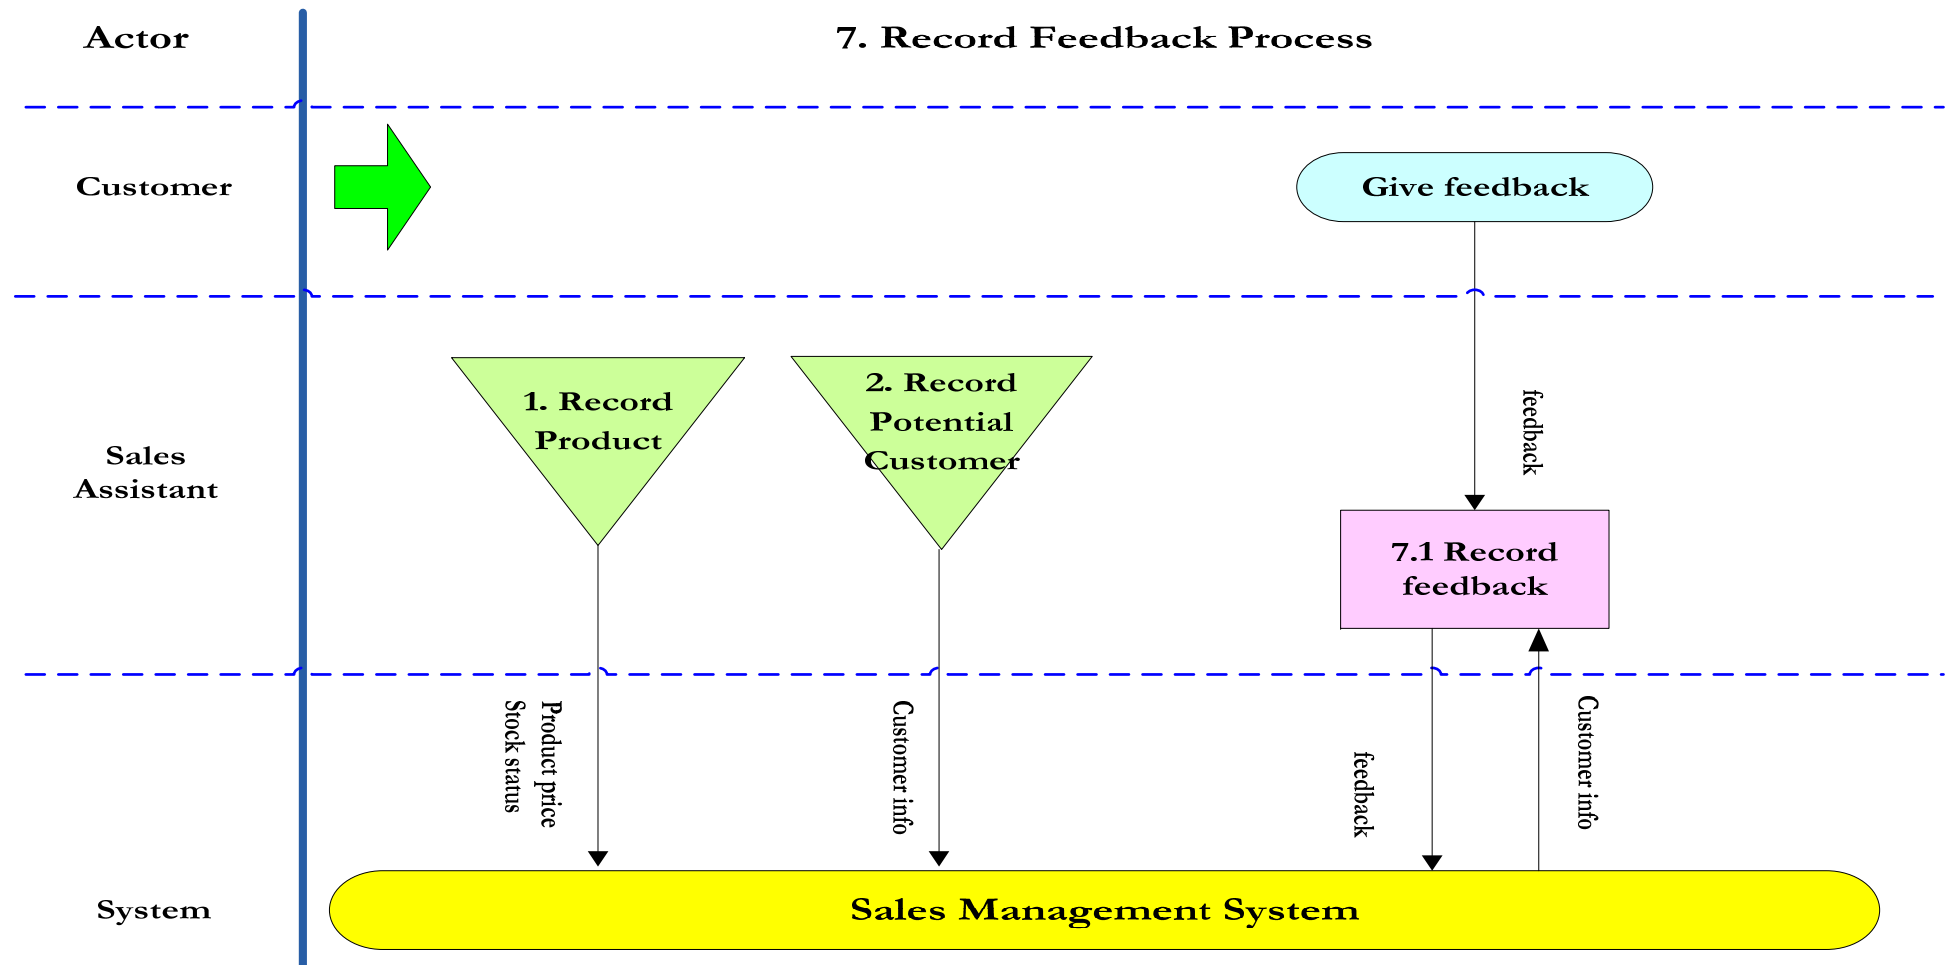 Actor
7. Record Feedback Process
Customer
Give feedback
Sales
Assistant
1. Record
Product
2. Record
Potential
Customer
feedback
7.1 Record
feedback
Product price
Stock status
Customer info
feedback
Customer info
System
Sales Management System